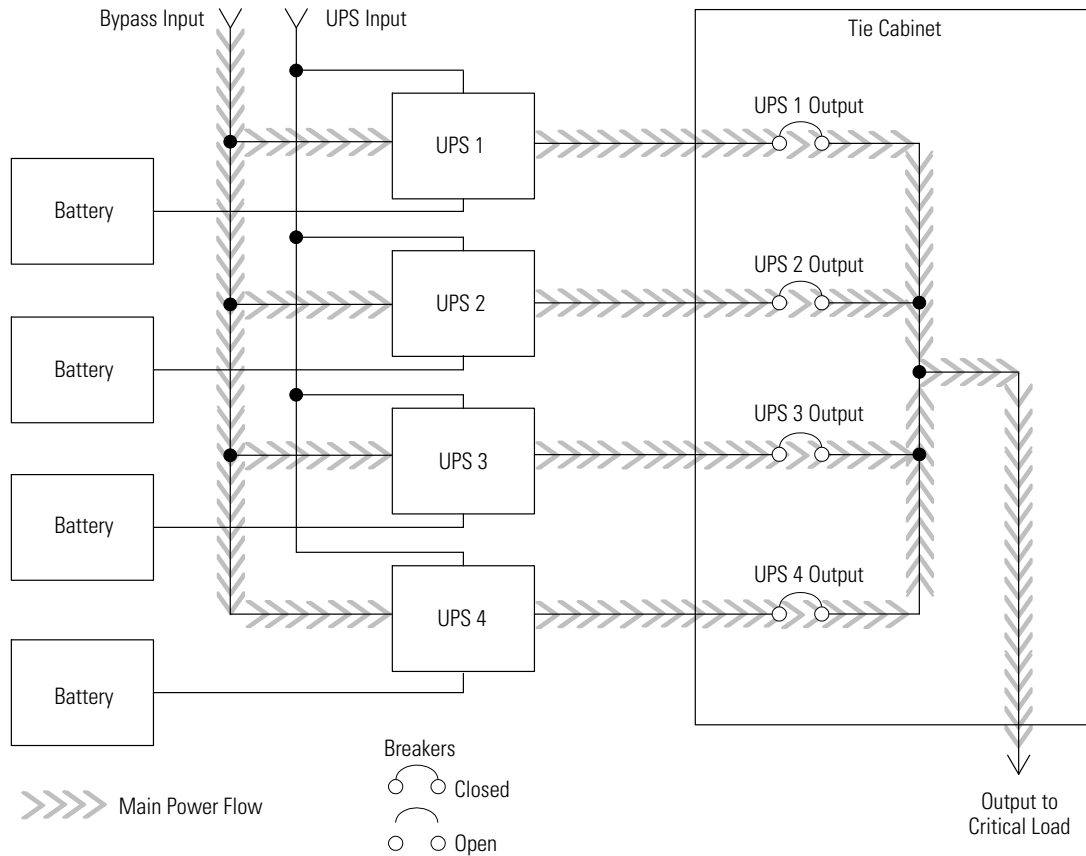 Bypass Input
UPS Input
Tie Cabinet
UPS 1 Output
UPS 1
Battery
UPS 2 Output
UPS 2
Battery
UPS 3 Output
UPS 3
Battery
UPS 4 Output
UPS 4
Battery
Breakers
Closed
Open
Main Power Flow
Output to
Critical Load